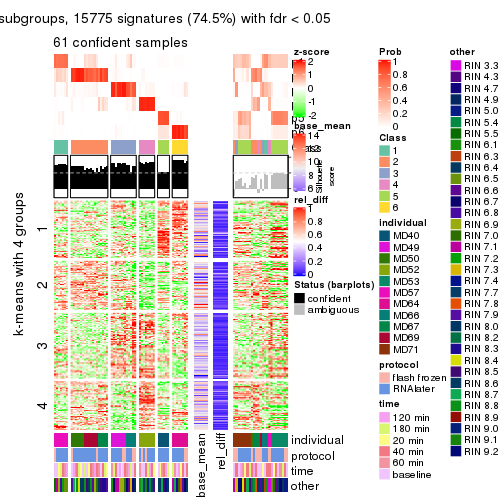 subgroups, 15775 signatures (74.5%) with fdr < 0.05
61 confident samples
k-means with 4 groups
1
2
3
4
z-score
2
1
0
-1
-2
base_mean
14
12
10
8
6
Silhouette
score
rel_diff
1
0.5
0
Status (barplots)
confident
ambiguous
individual
protocol
time
other
base_mean
rel_diff
Prob
1
0.8
0.6
0.4
0.2
0
Class
1
2
3
4
5
6
individual
MD40
MD49
MD50
MD52
MD53
MD57
MD64
MD66
MD67
MD69
MD71
protocol
flash frozen
RNAlater
time
120 min
180 min
20 min
40 min
60 min
baseline
other
RIN 3.3
RIN 4.3
RIN 4.7
RIN 4.9
RIN 5.0
RIN 5.4
RIN 5.5
RIN 6.1
RIN 6.3
RIN 6.4
RIN 6.5
RIN 6.6
RIN 6.7
RIN 6.8
RIN 6.9
RIN 7.0
RIN 7.1
RIN 7.2
RIN 7.3
RIN 7.4
RIN 7.7
RIN 7.8
RIN 7.9
RIN 8.0
RIN 8.2
RIN 8.3
RIN 8.4
RIN 8.5
RIN 8.6
RIN 8.7
RIN 8.8
RIN 8.9
RIN 9.0
RIN 9.1
RIN 9.2